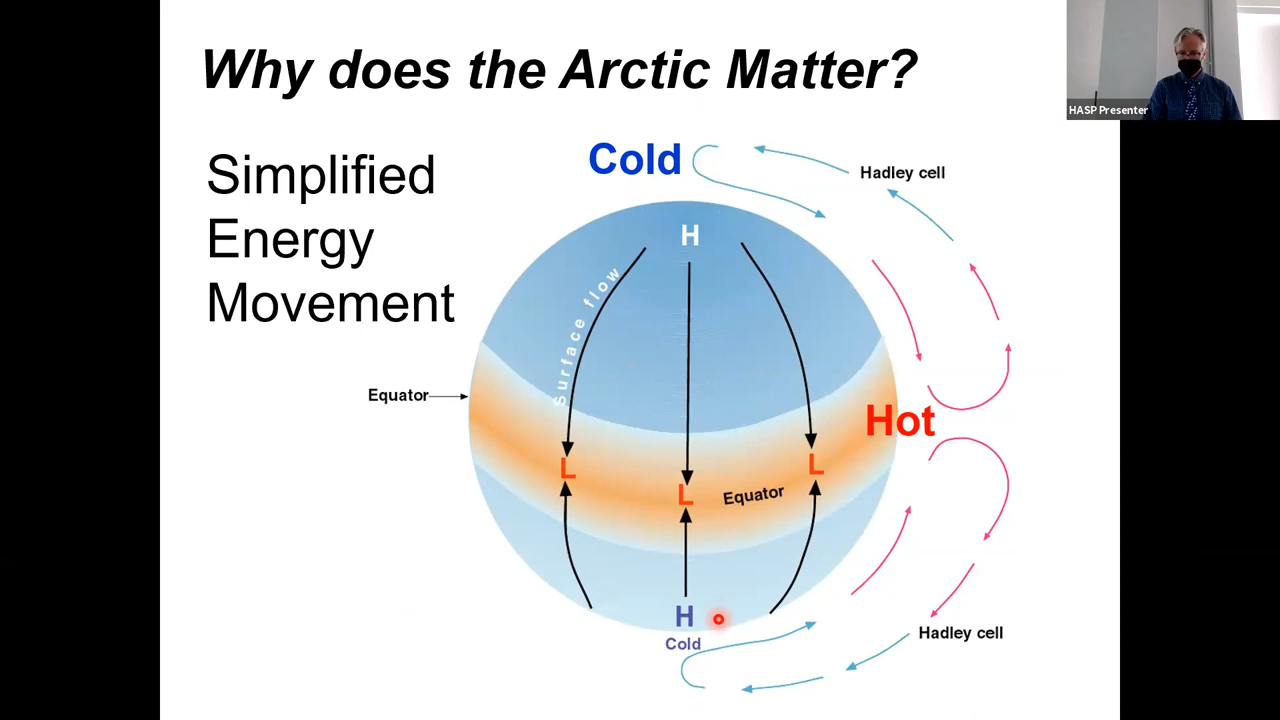 Why does the Arctic Matter?
HASP Presenter
Simplified
Energy
Movement
Cold
Hadley cell
H
Surface flow
Equator
Hot
L
L
L
Equator
H
Cold
Hadley cell